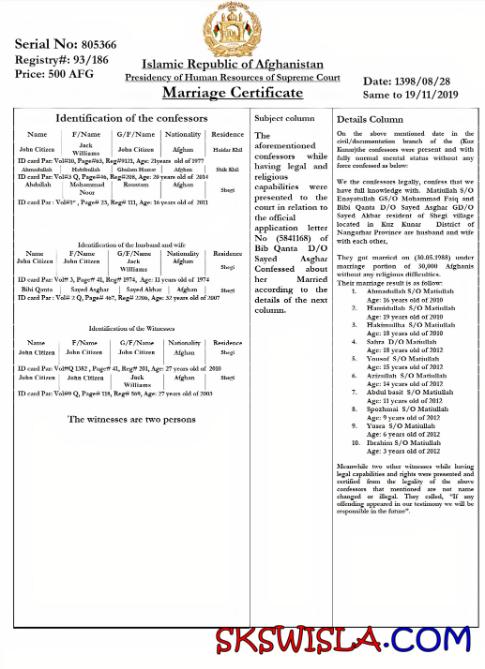 Serial No: 805366
Registry#: 93/186
Price: 500 AFG
Islamic Republic of Afghanistan
Presidency of Human Resources of Supreme Court
Marriage Certificate
Date: 1398/08/28
Same to 19/11/2019
Identification of the confessors
Name F/Name G/F/Name Nationality Residence
John Citizen Jack Williams John Citizen Afghan Haidar Khil
ID card Par: Vol#10, Page#63, Reg#9121, Age: 21years old of 1977
Ahmadullah Habibullah Ghulam Haznat Afghan Shik Khil
ID card Par: Vol#3 Q, Page#46, Reg#208, Age: 20 years old of 2014
Abdullah Mohammad Noor Roustam Afghan Shegi
ID card Par: Vol#1* , Page# 23, Reg# 111, Age: 16 years old of 2011
Identification of the husband and wife
Name F/Name G/F/Name Nationality Residence
John Citizen John Citizen Jack Williams Afghan Shegi
ID card Par: Vol# 3, Page# 41, Reg# 1974, Age: 11 years old of 1974
Bibi Qanta Sayed Asghar Sayed Akbar Afghan Shegi
ID card Par : Vol# 2 Q, Page# 467, Reg# 2206, Age: 32 years old of 2007
Identification of the Witnesses
Name F/Name G/F/Name Nationality Residence
John Citizen John Citizen John Citizen Afghan Shegi
ID card Par: Vol#Q 1382 , Page# 41, Reg# 201, Age: 27 years old of 2010
John Citizen John Citizen Jack Williams Afghan Shegi
ID card Par: Vol#9 Q, Page# 118, Reg# 569, Age: 27 years old of 2003
The witnesses are two persons
Subject column
The
aforementioned
confessors while
having legal and
religious
capabilities were
presented to the
court in relation to
the official
application letter
No (5841168) of
Bib Qanta D/O
Sayed Asghar
Confessed about
her Married
according to the
details of the next
column.
Details Column
On the above mentioned date in the
civil/documentation branch of the (Kuz
Kunar)the confessors were present and with
fully normal mental status without any
force confessed as below:
We the confessors legally, confess that we
have full knowledge with. Matiullah S/O
Enayatullah GS/O Mohammad Faiq and
Bibi Qanta D/O Sayed Asghar GD/O
Sayed Akbar resident of Shegi village
located in Kuz Kunar District of
Nangarhar Province are husband and wife
with each other,
They got married on (30.05.1988) under
marriage portion of 30,000 Afghanis
without any religious difficulties.
Their marriage result is as follow:
1. Ahmadullah S/O Matiullah
Age: 16 years old of 2010
2. Hamidullah S/O Matiullah
Age: 19 years old of 2010
3. Hakimullha S/O Matiullah
Age: 18 years old of 2010
4. Sahra D/O Matiullah
Age: 18 years old of 2012
5. Yousof S/O Matiullah
Age: 15 years old of 2012
6. Azizullah S/O Matiullah
Age: 14 years old of 2012
7. Abdul basit S/O Matiullah
Age: 11 years old of 2012
8. Spozhmai S/O Matiullah
Age: 9 years old of 2012
9. Yusra S/O Matiullah
Age: 6 years old of 2012
10. Ibrahim S/O Matiullah
Age: 3 years old of 2012
Meanwhile two other witnesses while having
legal capabilities and rights were presented and
certified from the legality of the above
confessors that mentioned are not name
changed or illegal. They called, “If any
offending appeared in our testimony we will be
responsible in the future”.
SKSWISLA.COM